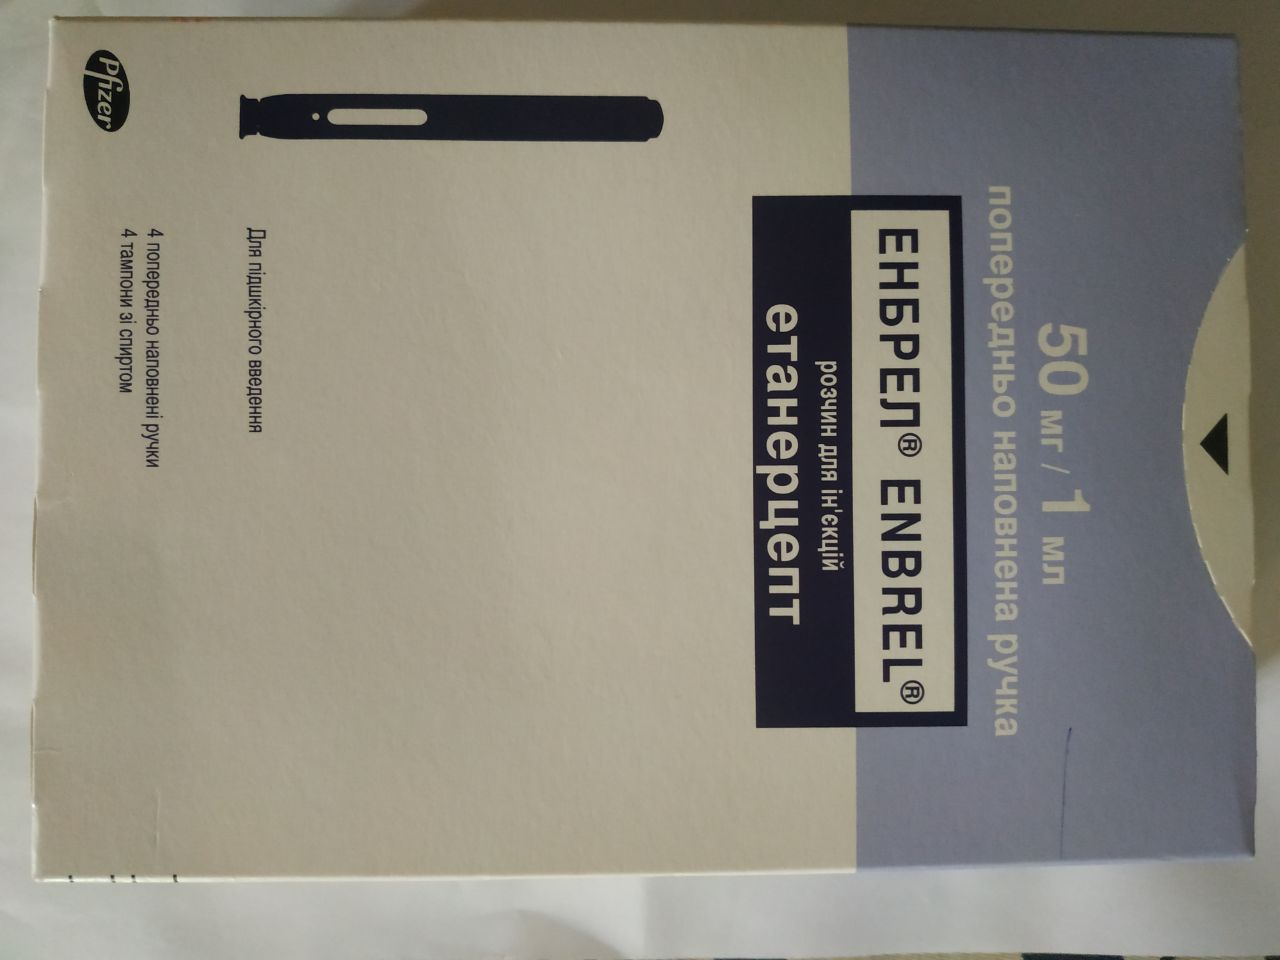 50 мг / 1 мл
попередньо наповнена ручка
ЕНБРЕЛ® ENBREL®
розчин для ін'єкцій
етанерцепт
Для підшкірного введення
4 попередньо наповнені ручки
4 тампони зі спиртом
Pfizer